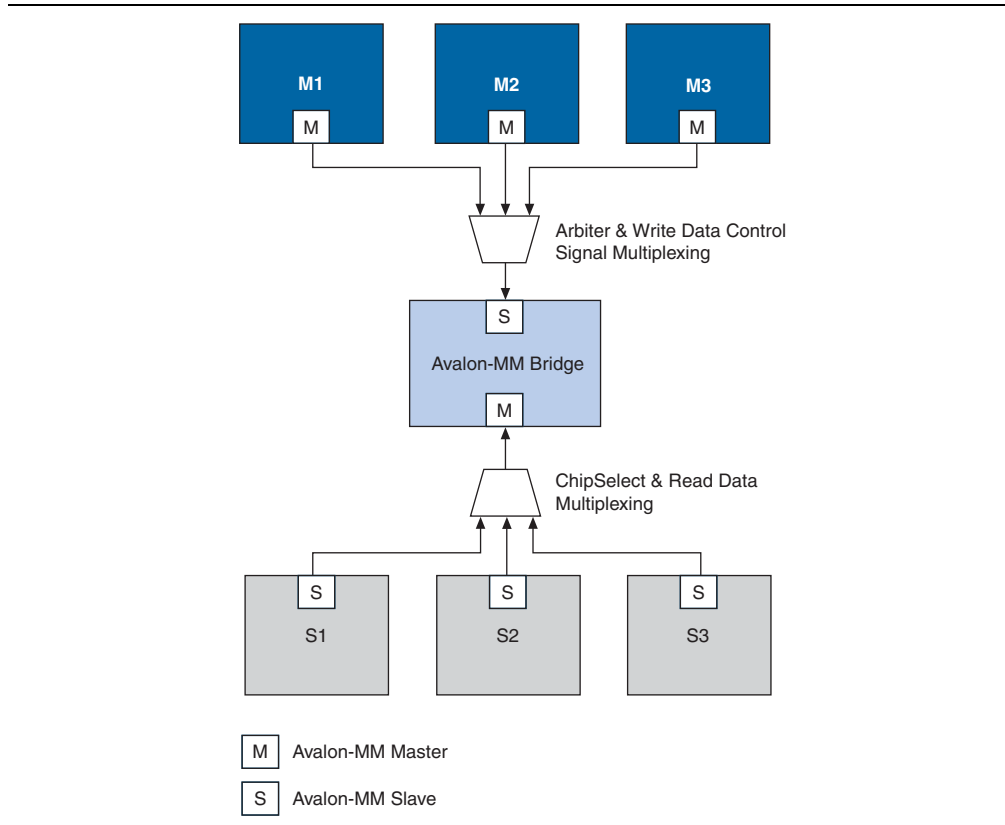 M1
M2
M3
M
M
M
Arbiter & Write Data Control
Signal Multiplexing
S
Avalon-MM Bridge
M
ChipSelect & Read Data
Multiplexing
S
S
S
S1
S2
S3
M Avalon-MM Master
S Avalon-MM Slave